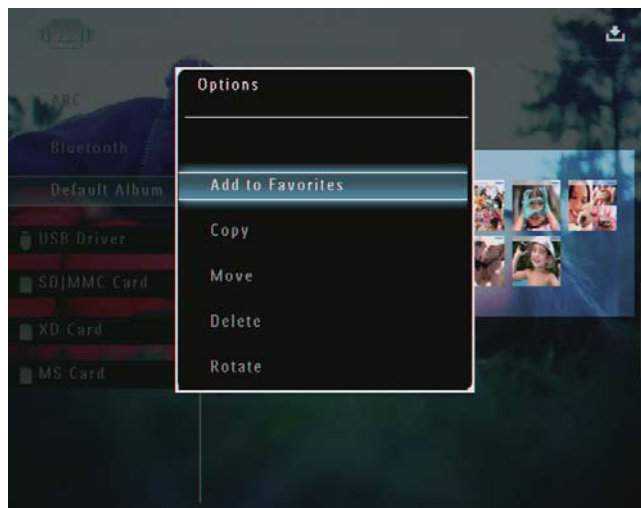 Options
Add to Favorites
Copy
Move
Delete
Rotate
ABC
Bluetooth
Default Album
USB Driver
SD|MMC Card
XD Card
MS Card